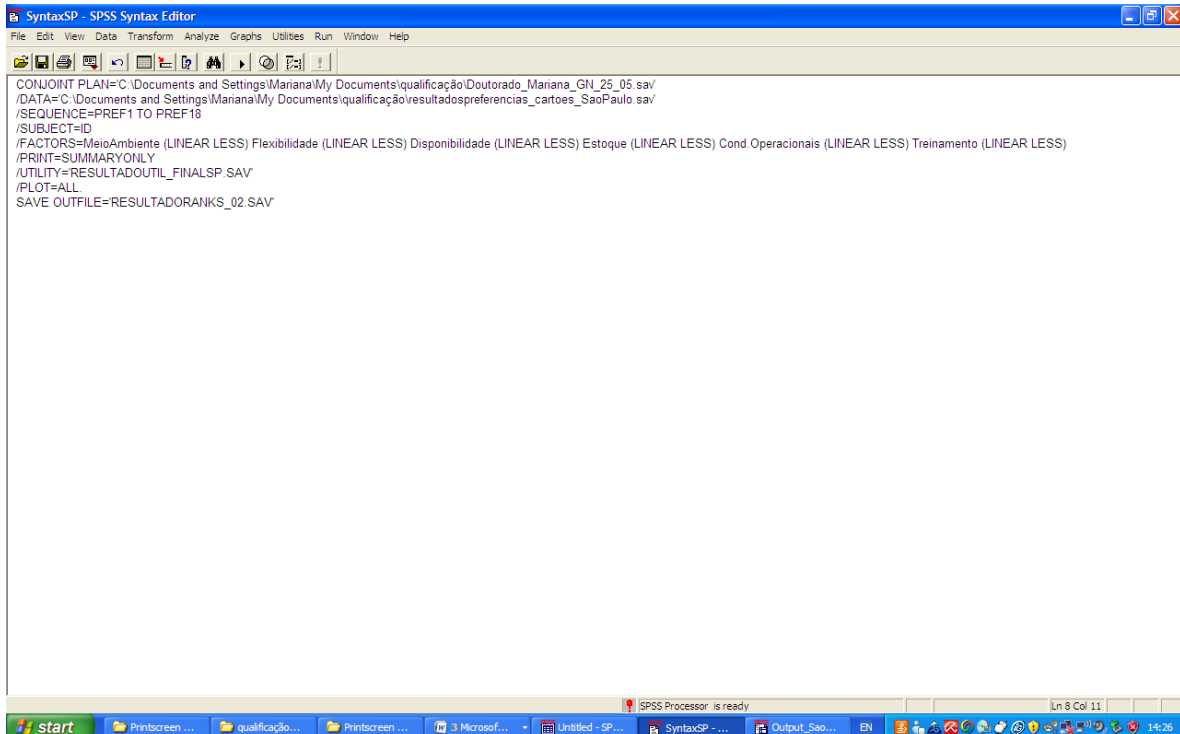 SyntaxSP - SPSS Syntax Editor
File Edit View Data Transform Analyze Graphs Utilities Run Window Help
CONJOINT PLAN='C:\Documents and Settings\Mariana\My Documents\qualificação\Doutorado_Mariana_GN_25_05.sav'
/DATA='C:\Documents and Settings\Mariana\My Documents\qualificação\resultadospreferencias_cartoes_SaoPaulo.sav'
/SEQUENCE=PREF1 TO PREF18
/SUBJECT=ID
/FACTORS=MeioAmbiente (LINEAR LESS) Flexibilidade (LINEAR LESS) Disponibilidade (LINEAR LESS) Estoque (LINEAR LESS) Cond.Operacionais (LINEAR LESS) Treinamento (LINEAR LESS)
/PRINT=SUMMARYONLY
/UTILITY='RESULTADOUTIL_FINALSP.SAV'
/PLOT=ALL.
SAVE OUTFILE='RESULTADORANKS_02.SAV'
SPSS Processor is ready
Ln 8 Col 11
start Printscreen ... qualificação... Printscreen ... 3 Microsof... Untitled - SP... SyntaxSP - ... Output_Sao... EN 14:26